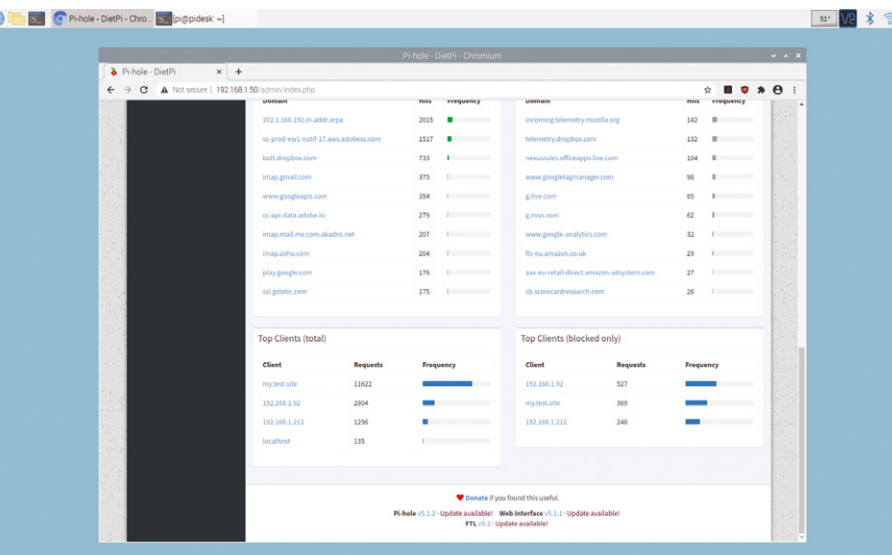 Pi-hole - DietPi - Chro... [pi@pidesk: ~] 51° V2
Pi-hole - DietPi - Chromium
Pi-hole - DietPi
Not secure | 192.168.1.50/admin/index.php
Domain Hits Frequency
202.1.168.192.in-addr.arpa 2015
ss-prod-ew1-notif-17.aws.adobess.com 1517
bolt.dropbox.com 733
imap.gmail.com 375
www.googleapis.com 354
cc-api-data.adobe.io 279
imap.mail.me.com.akadns.net 207
imap.zoho.com 204
play.google.com 176
ssl.gstatic.com 175
Domain Hits Frequency
incoming.telemetry.mozilla.org 142
telemetry.dropbox.com 132
nexusrules.officeapps.live.com 104
www.googletagmanager.com 98
g.live.com 85
g.msn.com 62
www.google-analytics.com 32
fls-eu.amazon.co.uk 29
aax-eu-retail-direct.amazon-adsystem.com 27
sb.scorecardresearch.com 26
Top Clients (total)
Client Requests Frequency
my.test.site 11622
192.168.1.92 2804
192.168.1.212 1296
localhost 135
Top Clients (blocked only)
Client Requests Frequency
192.168.1.92 527
my.test.site 369
192.168.1.212 248
Donate if you found this useful.
Pi-hole v5.1.2 · Update available! Web Interface v5.1.1 · Update available!
FTL v5.2 · Update available!